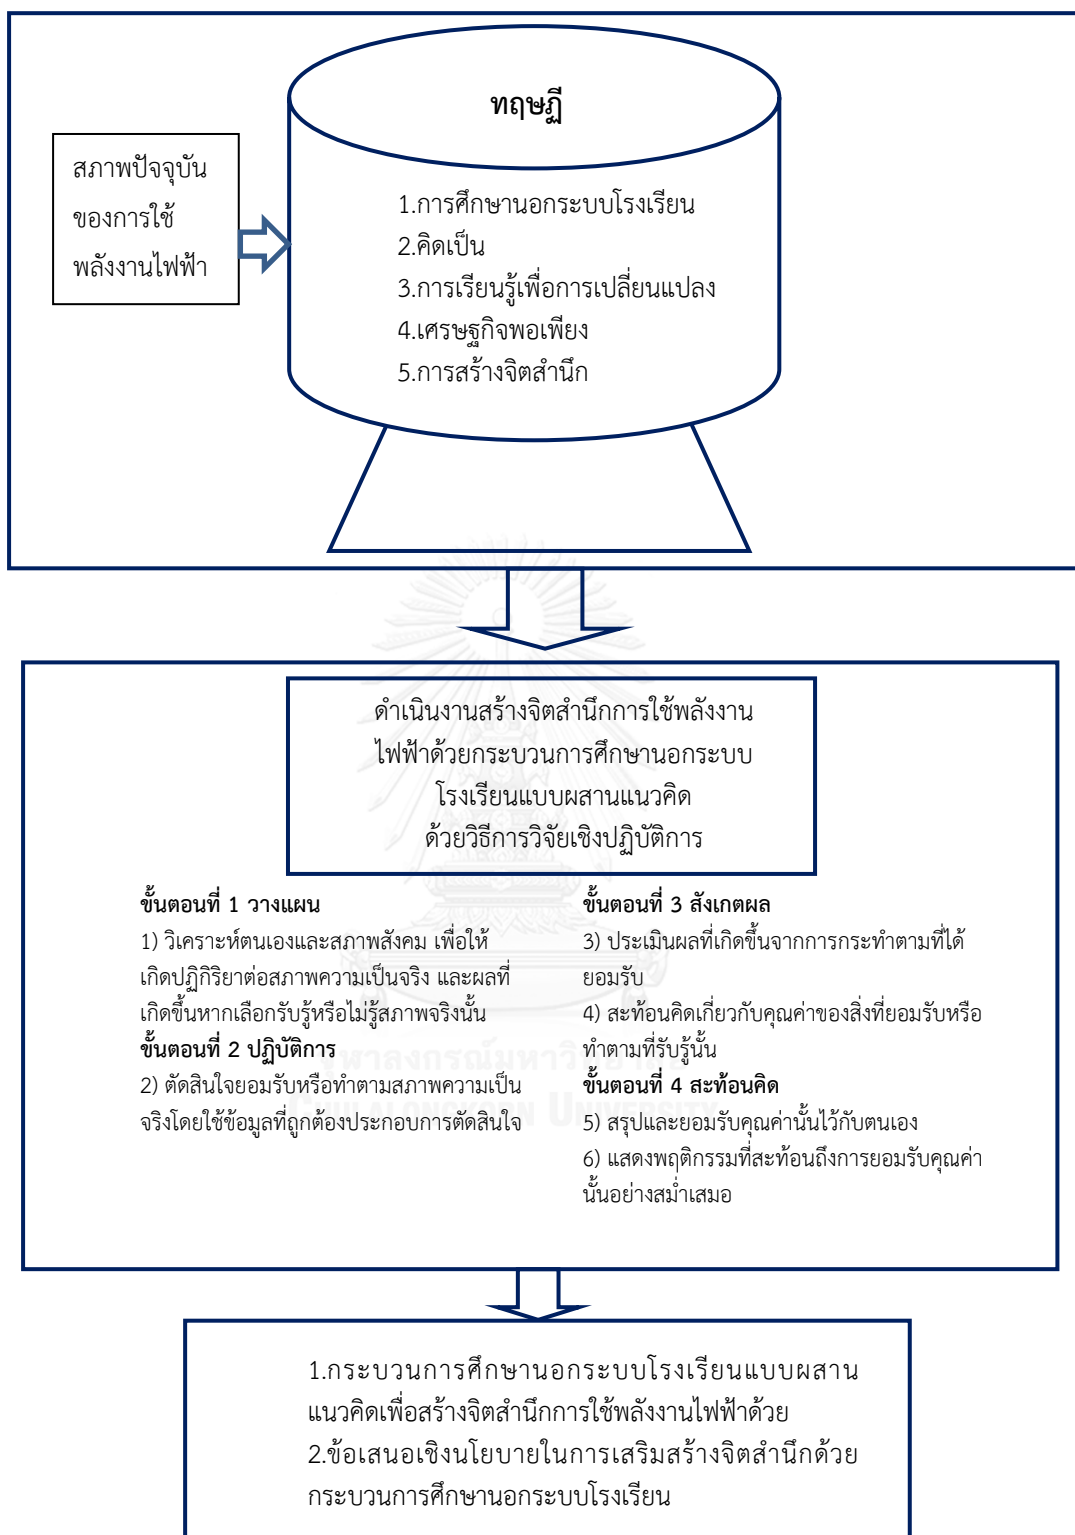 ทฤษฎี
สภาพปัจจุบัน
ของการใช้
พลังงานไฟฟ้า
1.การศึกษานอกระบบโรงเรียน
2.คิดเป็น
3.การเรียนรู้เพื่อการเปลี่ยนแปลง
4.เศรษฐกิจพอเพียง
5.การสร้างจิตสำนึก
ดำเนินงานสร้างจิตสำนึกการใช้พลังงาน
ไฟฟ้าด้วยกระบวนการศึกษานอกระบบ
โรงเรียนแบบผสานแนวคิด
ด้วยวิธีการวิจัยเชิงปฏิบัติการ
ขั้นตอนที่ 1 วางแผน
1) วิเคราะห์ตนเองและสภาพสังคม เพื่อให้
เกิดปฏิกิริยาต่อสภาพความเป็นจริง และผลที่
เกิดขึ้นหากเลือกรับรู้หรือไม่รู้สภาพจริงนั้น
ขั้นตอนที่ 2 ปฏิบัติการ
2) ตัดสินใจยอมรับหรือทำตามสภาพความเป็น
จริงโดยใช้ข้อมูลที่ถูกต้องประกอบการตัดสินใจ
ขั้นตอนที่ 3 สังเกตผล
3) ประเมินผลที่เกิดขึ้นจากการกระทำตามที่ได้
ยอมรับ
4) สะท้อนคิดเกี่ยวกับคุณค่าของสิ่งที่ยอมรับหรือ
ทำตามที่รับรู้นั้น
ขั้นตอนที่ 4 สะท้อนคิด
5) สรุปและยอมรับคุณค่านั้นไว้กับตนเอง
6) แสดงพฤติกรรมที่สะท้อนถึงการยอมรับคุณค่า
นั้นอย่างสม่ำเสมอ
จุฬาลงกรณ์มหาวิทยาลัย
CHULALONGKORN UNIVERSITY
1.กระบวนการศึกษานอกระบบโรงเรียนแบบผสาน
แนวคิดเพื่อสร้างจิตสำนึกการใช้พลังงานไฟฟ้าด้วย
2.ข้อเสนอเชิงนโยบายในการเสริมสร้างจิตสำนึกด้วย
กระบวนการศึกษานอกระบบโรงเรียน